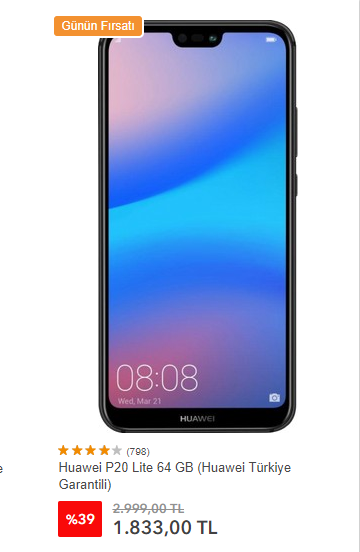 Günün Fırsatı
08:08
Wed, Mar 21
HUAWEI
(798)
Huawei P20 Lite 64 GB (Huawei Türkiye
Garantili)
%39
2.999,00 TL
1.833,00 TL